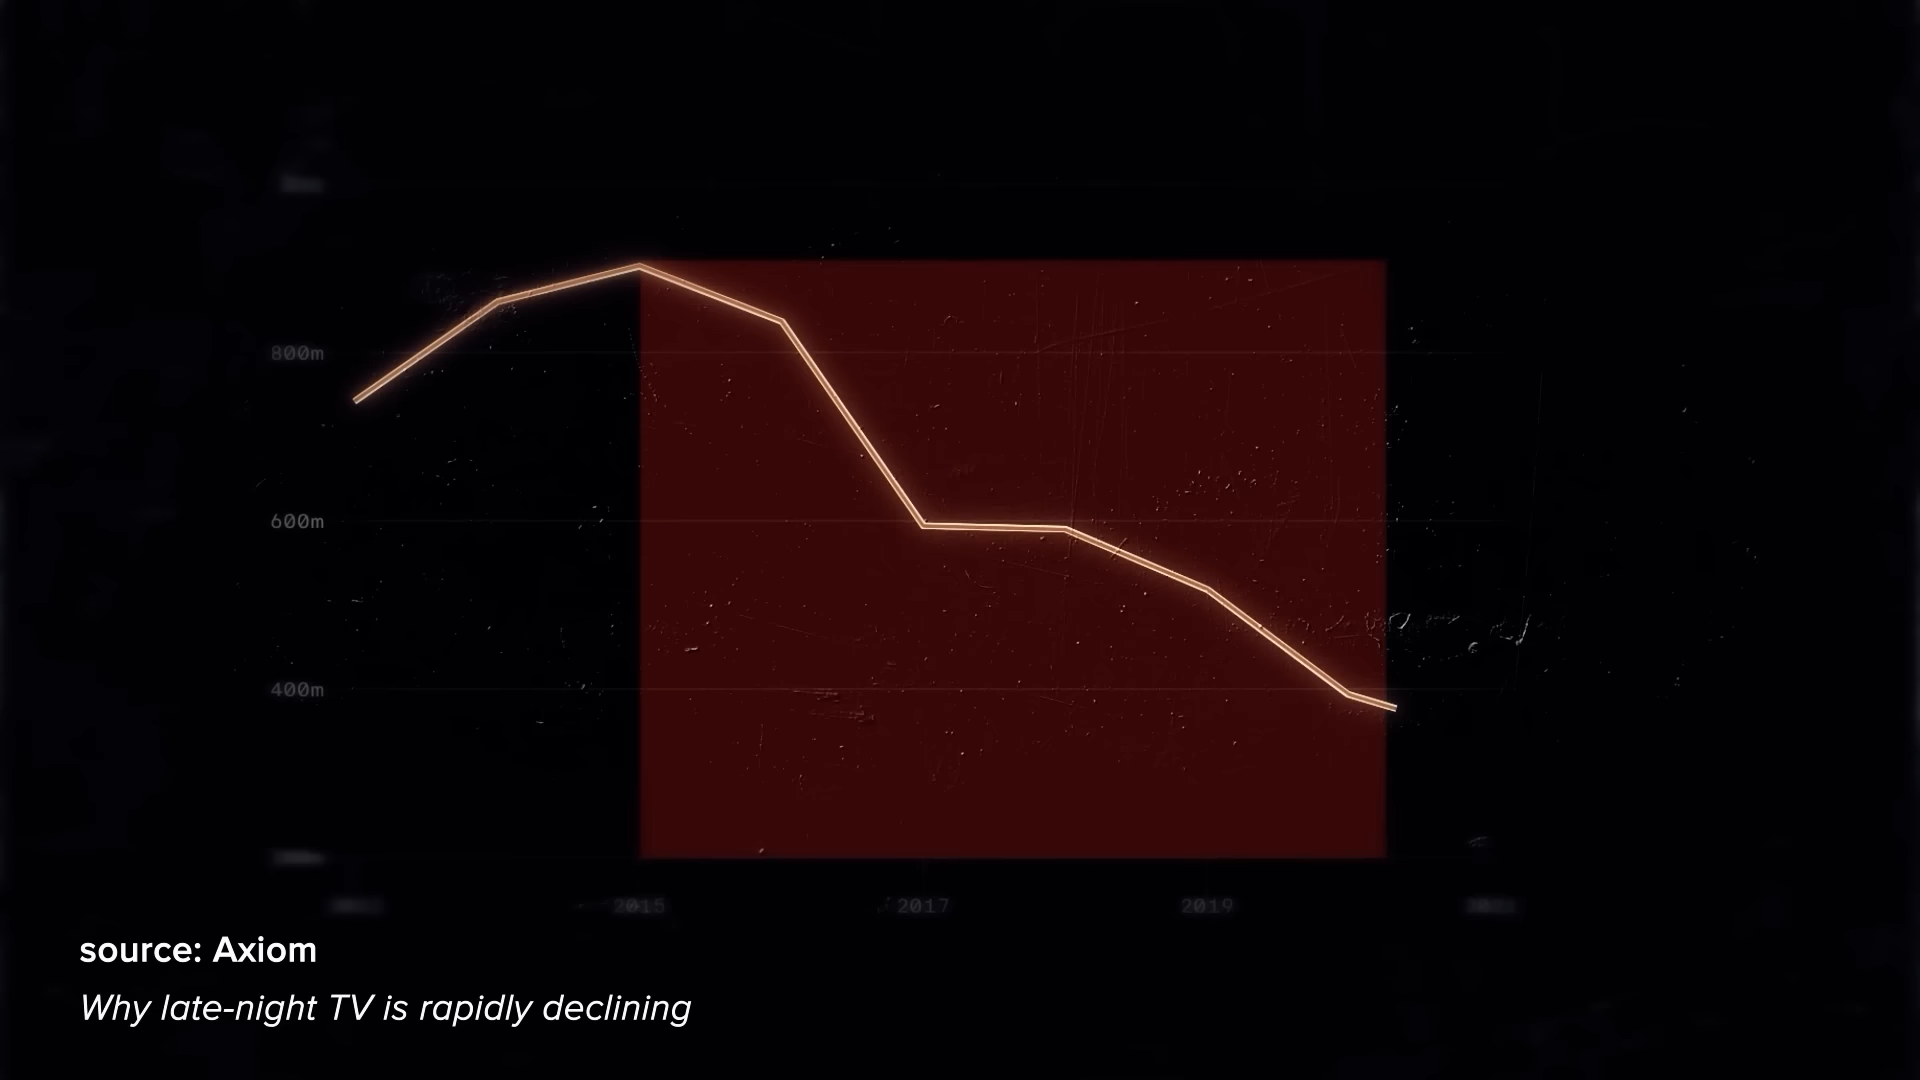 800m
600m
400m
2015 2017 2019
source: Axiom
Why late-night TV is rapidly declining